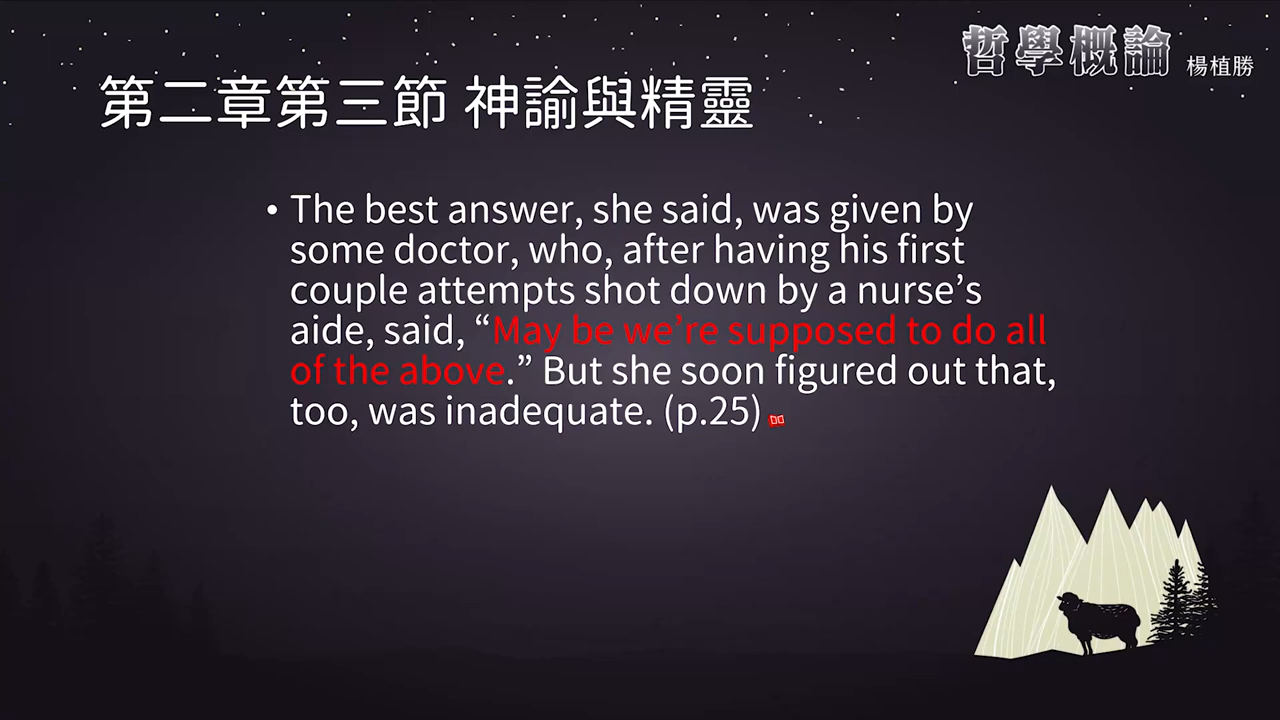 哲學概論 楊植勝
第二章第三節 神諭與精靈
• The best answer, she said, was given by
some doctor, who, after having his first
couple attempts shot down by a nurse’s
aide, said, “May be we’re supposed to do all
of the above.” But she soon figured out that,
too, was inadequate. (p.25)